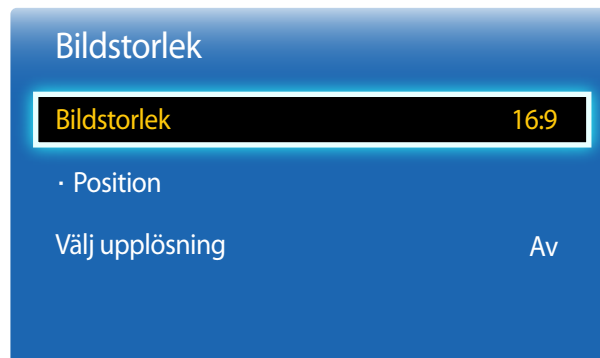 Bildstorlek
Bildstorlek 16:9
· Position
Välj upplösning Av